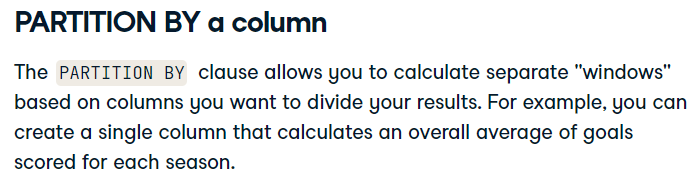 PARTITION BY a column
The PARTITION BY clause allows you to calculate separate "windows"
based on columns you want to divide your results. For example, you can
create a single column that calculates an overall average of goals
scored for each season.